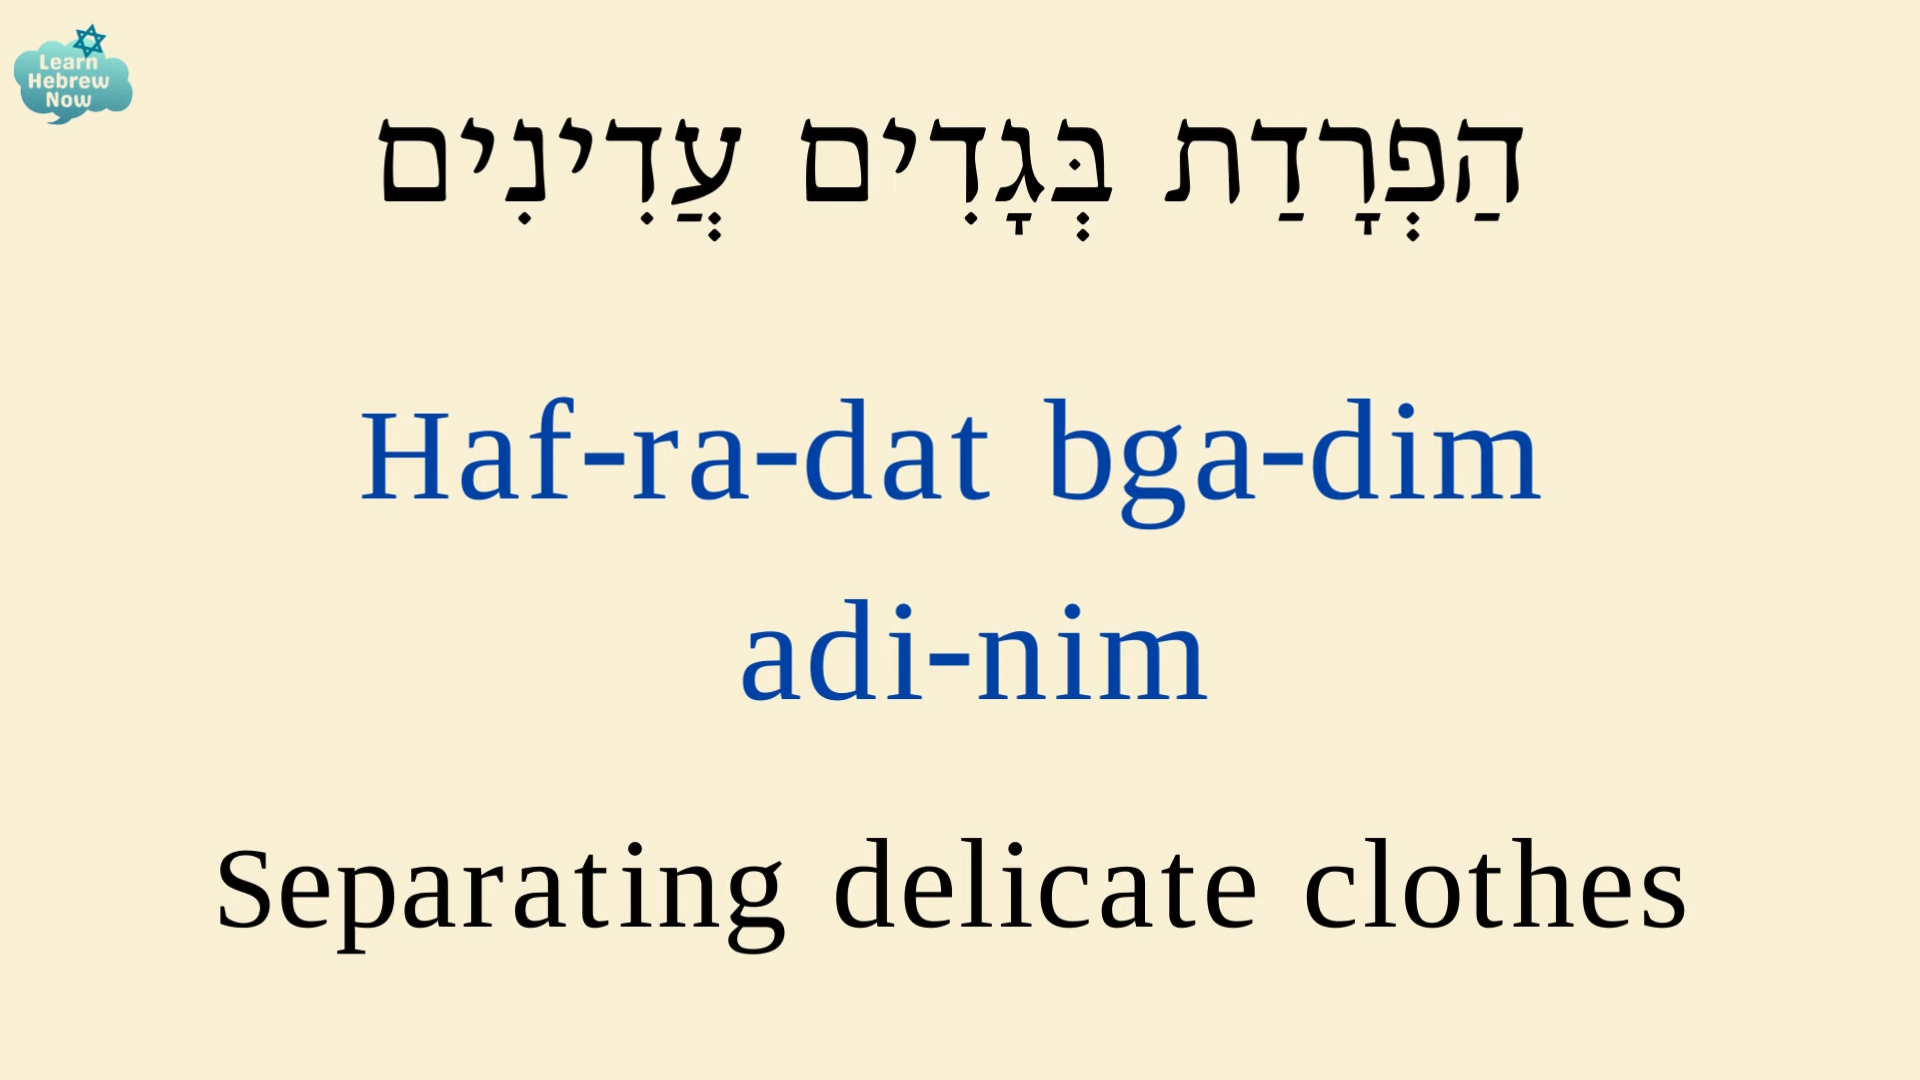 Learn
Hebrew
Now
הַפְרָדַת בְּגָדִים עֲדִינִים
Haf-ra-dat bga-dim
adi-nim
Separating delicate clothes